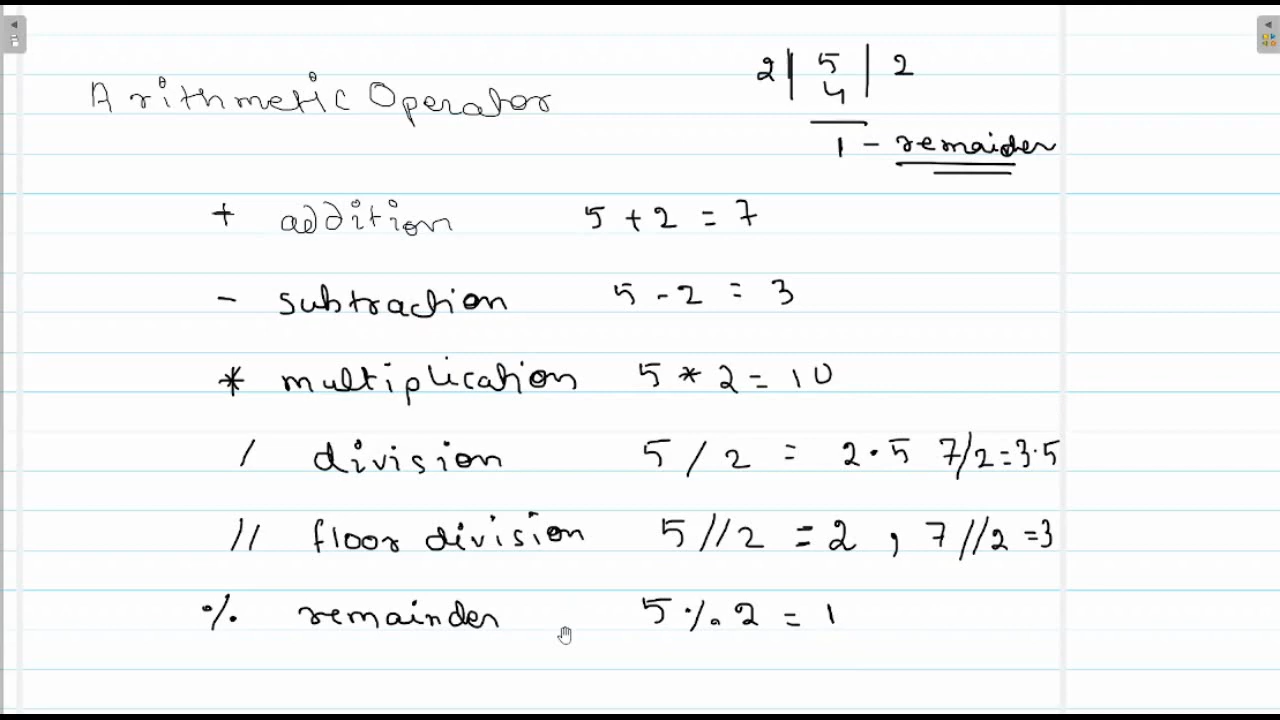 Arithmetic Operator
2 | 5 | 2
4
1 - remaider
+ addition 5 + 2 = 7
- subtraction 5 - 2 = 3
* multiplication 5 * 2 = 10
/ division 5 / 2 = 2.5 7/2=3.5
// floor division 5 // 2 = 2 , 7 // 2 = 3
% remainder 5 % 2 = 1